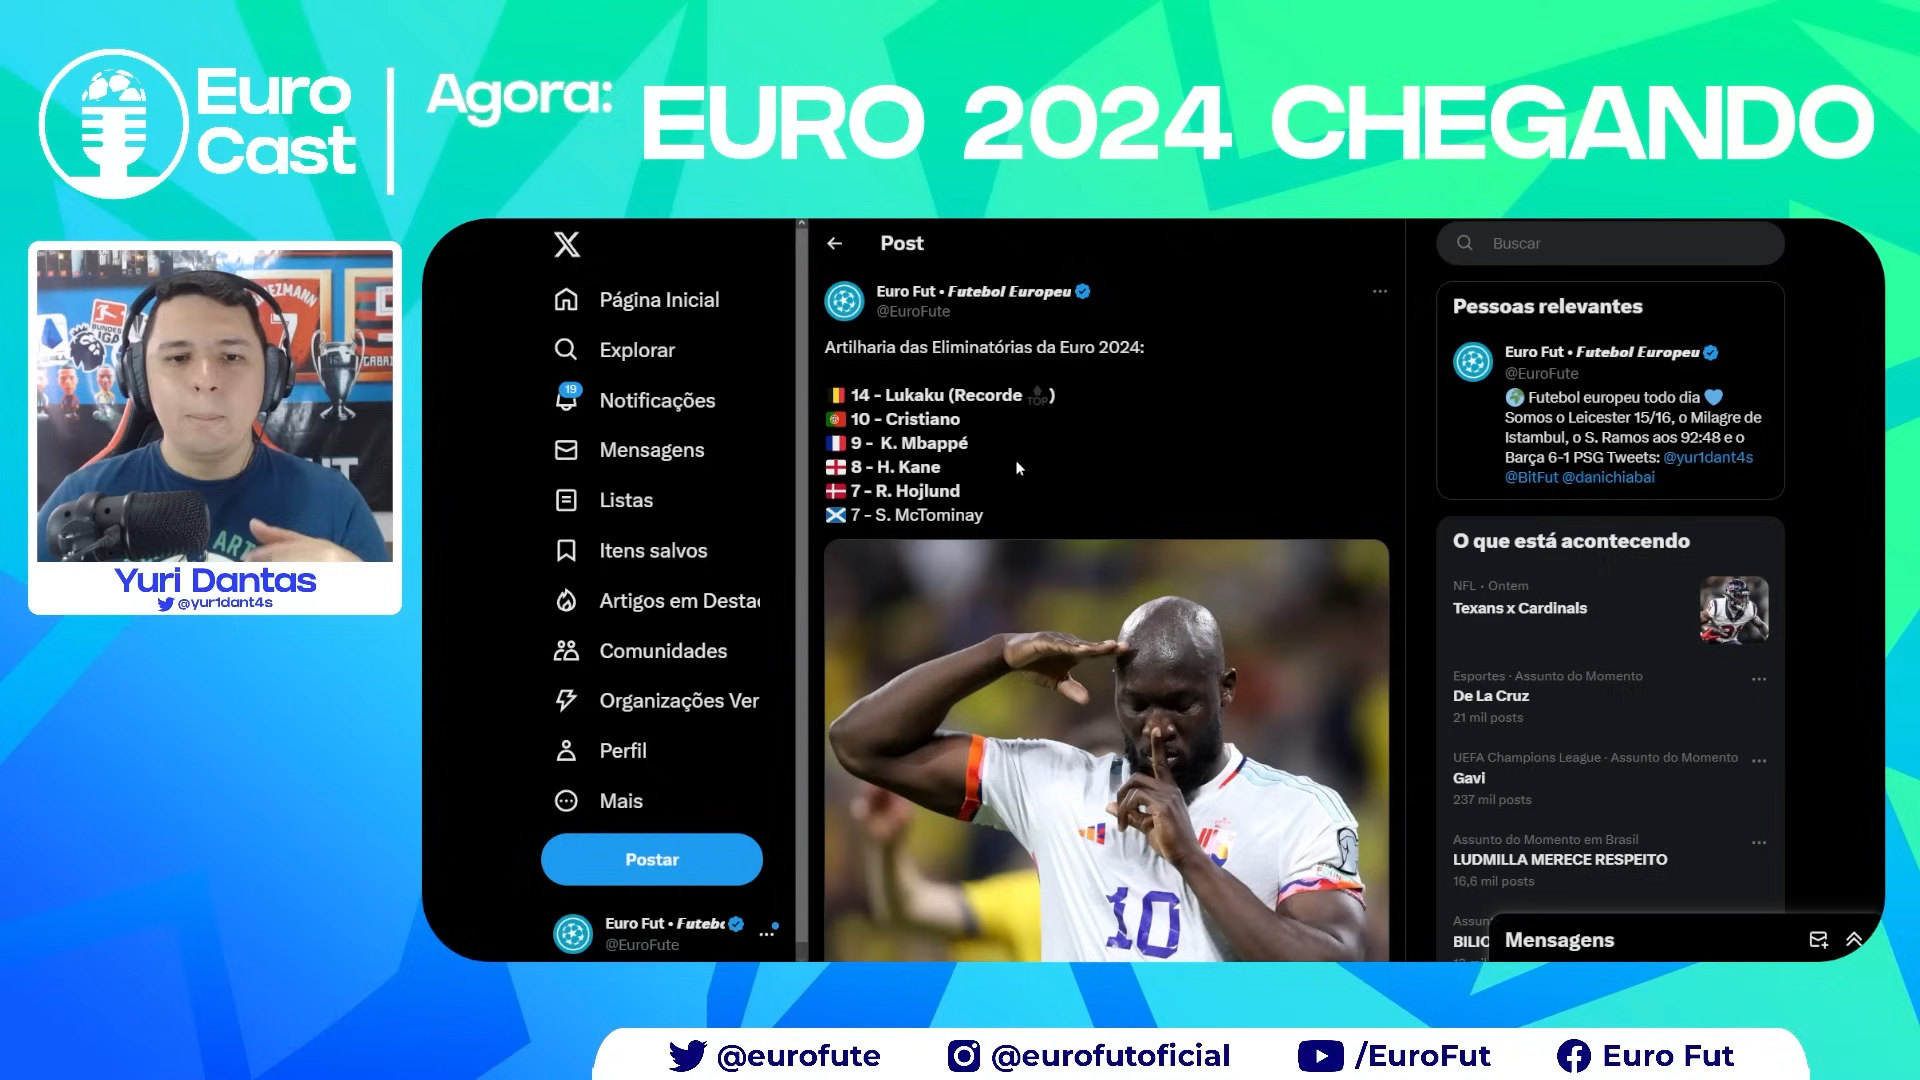 Euro
Cast
Agora:
EURO 2024 CHEGANDO
Yuri Dantas
@yur1dant4s
Página Inicial
Explorar
19
Notificações
Mensagens
Listas
Itens salvos
Artigos em Desta
Comunidades
Organizações Ver
Perfil
Mais
Postar
Euro Fut • Futeb
@EuroFute
Post
Euro Fut • Futebol Europeu
@EuroFute
Artilharia das Eliminatórias da Euro 2024:
14 - Lukaku (Recorde 🔝)
10 - Cristiano
9 - K. Mbappé
8 - H. Kane
7 - R. Hojlund
7 - S. McTominay
10
Buscar
Pessoas relevantes
Euro Fut • Futebol Europeu
@EuroFute
Futebol europeu todo dia
Somos o Leicester 15/16, o Milagre de
Istambul, o S. Ramos aos 92:48 e o
Barça 6-1 PSG Tweets: @yur1dant4s
@BitFut @danichiabai
O que está acontecendo
NFL · Ontem
Texans x Cardinals
Esportes · Assunto do Momento
De La Cruz
21 mil posts
UEFA Champions League · Assunto do Momento
Gavi
237 mil posts
Assunto do Momento em Brasil
LUDMILLA MERECE RESPEITO
16,6 mil posts
Mensagens
@eurofute
@eurofutoficial
/EuroFut
Euro Fut